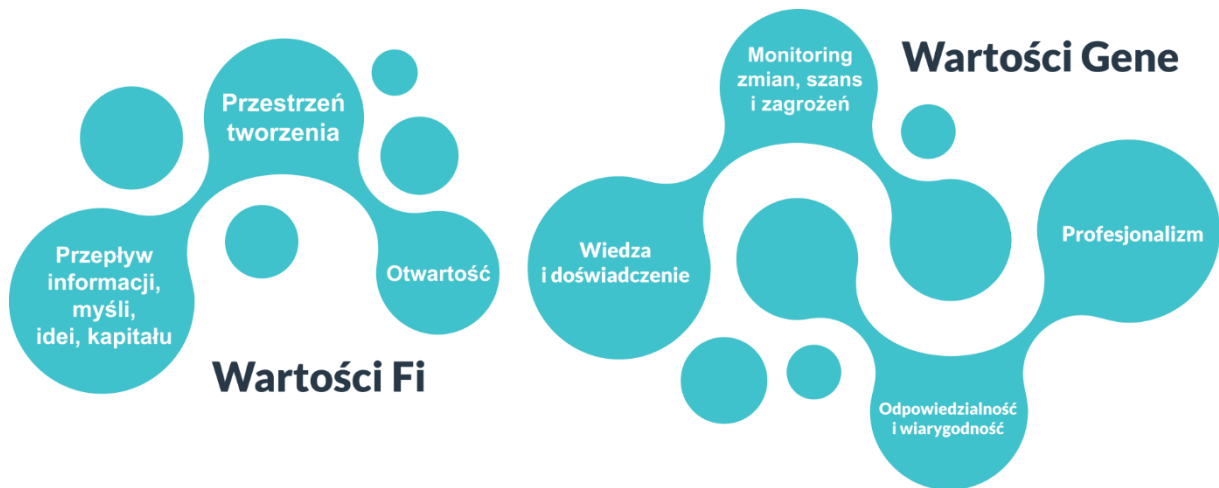 Przestrzeń
tworzenia
Przepływ
informacji,
myśli,
idei, kapitału
Otwartość
Wartości Fi
Monitoring
zmian, szans
i zagrożeń
Wartości Gene
Wiedza
i doświadczenie
Profesjonalizm
Odpowiedzialność
i wiarygodność